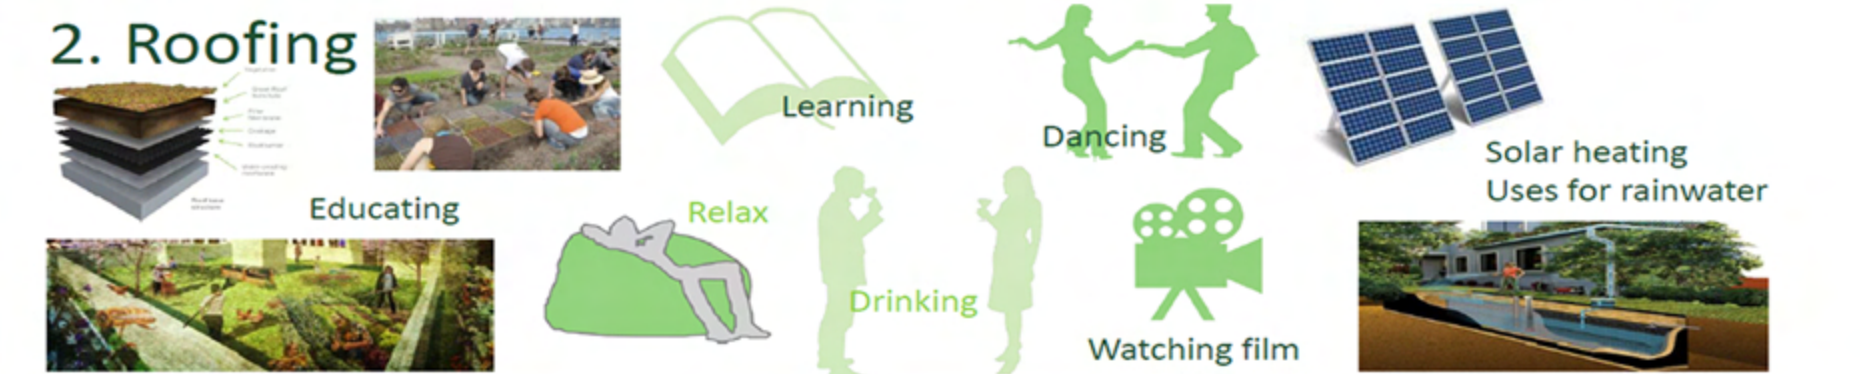 2. Roofing
Learning
Dancing
Solar heating
Uses for rainwater
Educating
Relax
Drinking
Watching film